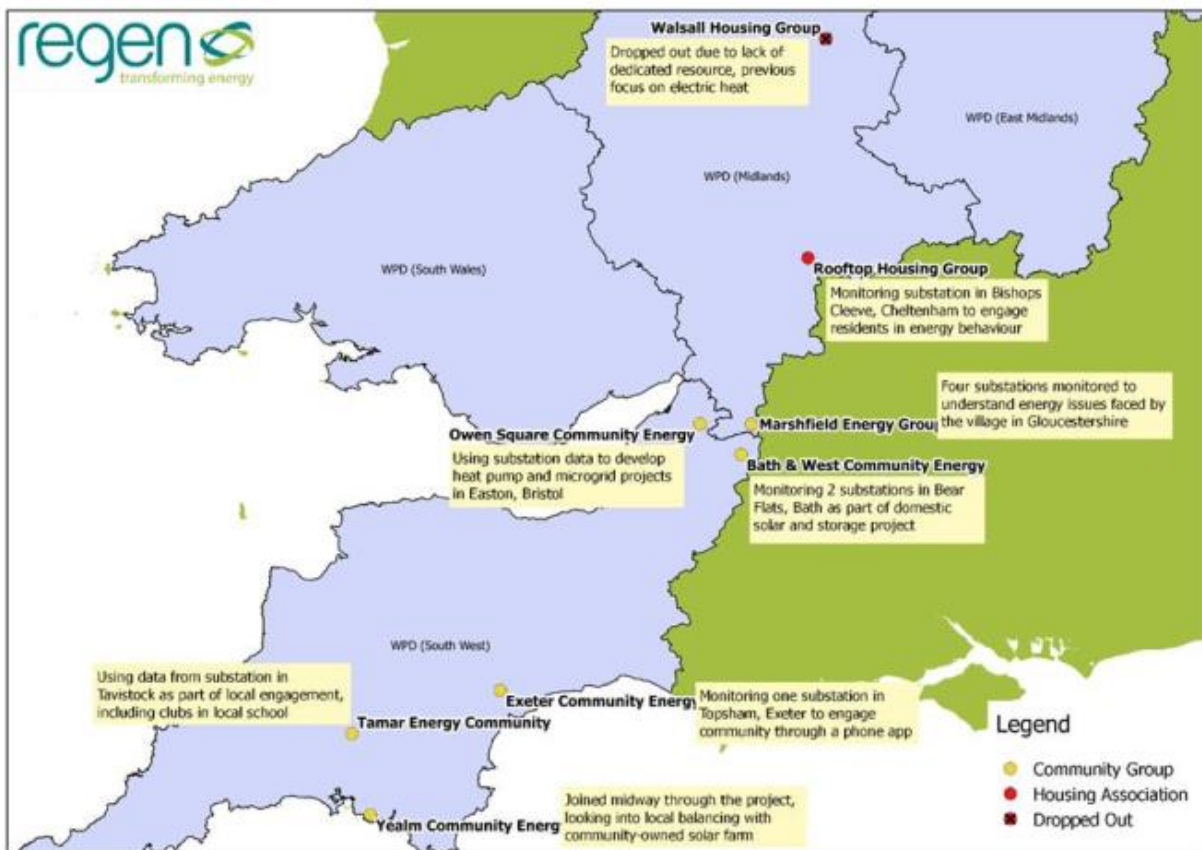 regen
transforming energy
Walsall Housing Group
Dropped out due to lack of
dedicated resource, previous
focus on electric heat
WPD (East Midlands)
WPD (Midlands)
WPD (South Wales)
Rooftop Housing Group
Monitoring substation in Bishops
Cleeve, Cheltenham to engage
residents in energy behaviour
Four substations monitored to
understand energy issues faced by
the village in Gloucestershire
Owen Square Community Energy
Marshfield Energy Grou
Using substation data to develop
heat pump and microgrid projects
in Easton, Bristol
Bath & West Community Energy
Monitoring 2 substations in Bear
Flats, Bath as part of domestic
solar and storage project
WPD (South West)
Using data from substation in
Tavistock as part of local engagement,
including clubs in local school
Tamar Energy Community
Exeter Community Energy
Monitoring one substation in
Topsham, Exeter to engage
community through a phone app
Yealm Community Energ
Joined midway through the project,
looking into local balancing with
community-owned solar farm
Legend
Community Group
Housing Association
Dropped Out